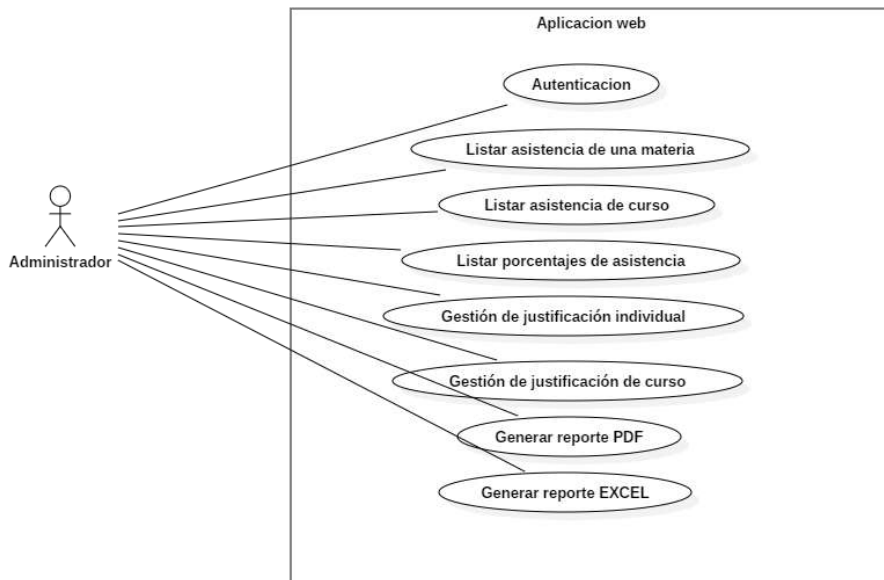 Aplicacion web
Autenticacion
Listar asistencia de una materia
Listar asistencia de curso
Administrador
Listar porcentajes de asistencia
Gestión de justificación individual
Gestión de justificación de curso
Generar reporte PDF
Generar reporte EXCEL